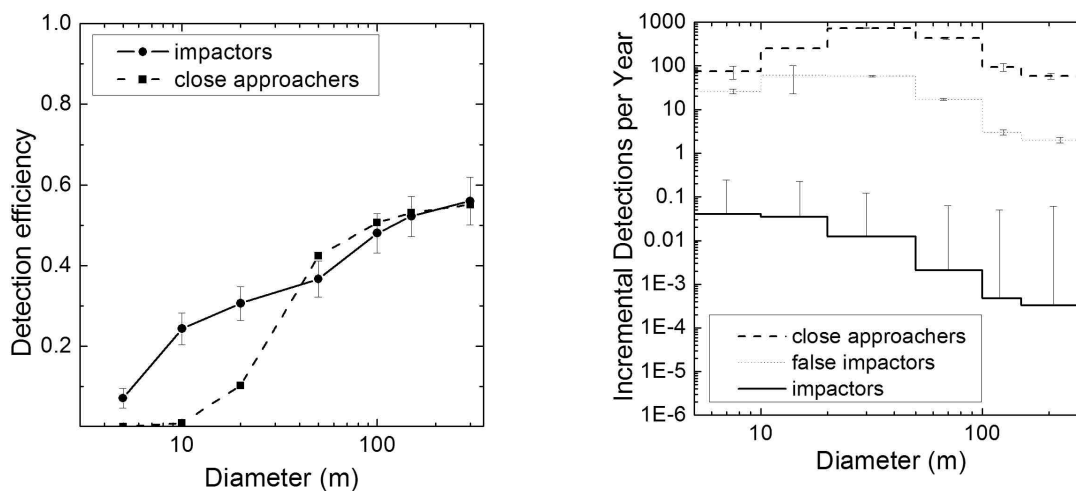 1.0
0.8
0.6
0.4
0.2
Detection efficiency
impactors
close approachers
10
100
Diameter (m)
1000
100
10
1
0.1
0.01
1E-3
1E-4
1E-5
1E-6
Incremental Detections per Year
close approachers
false impactors
impactors
10
100
Diameter (m)